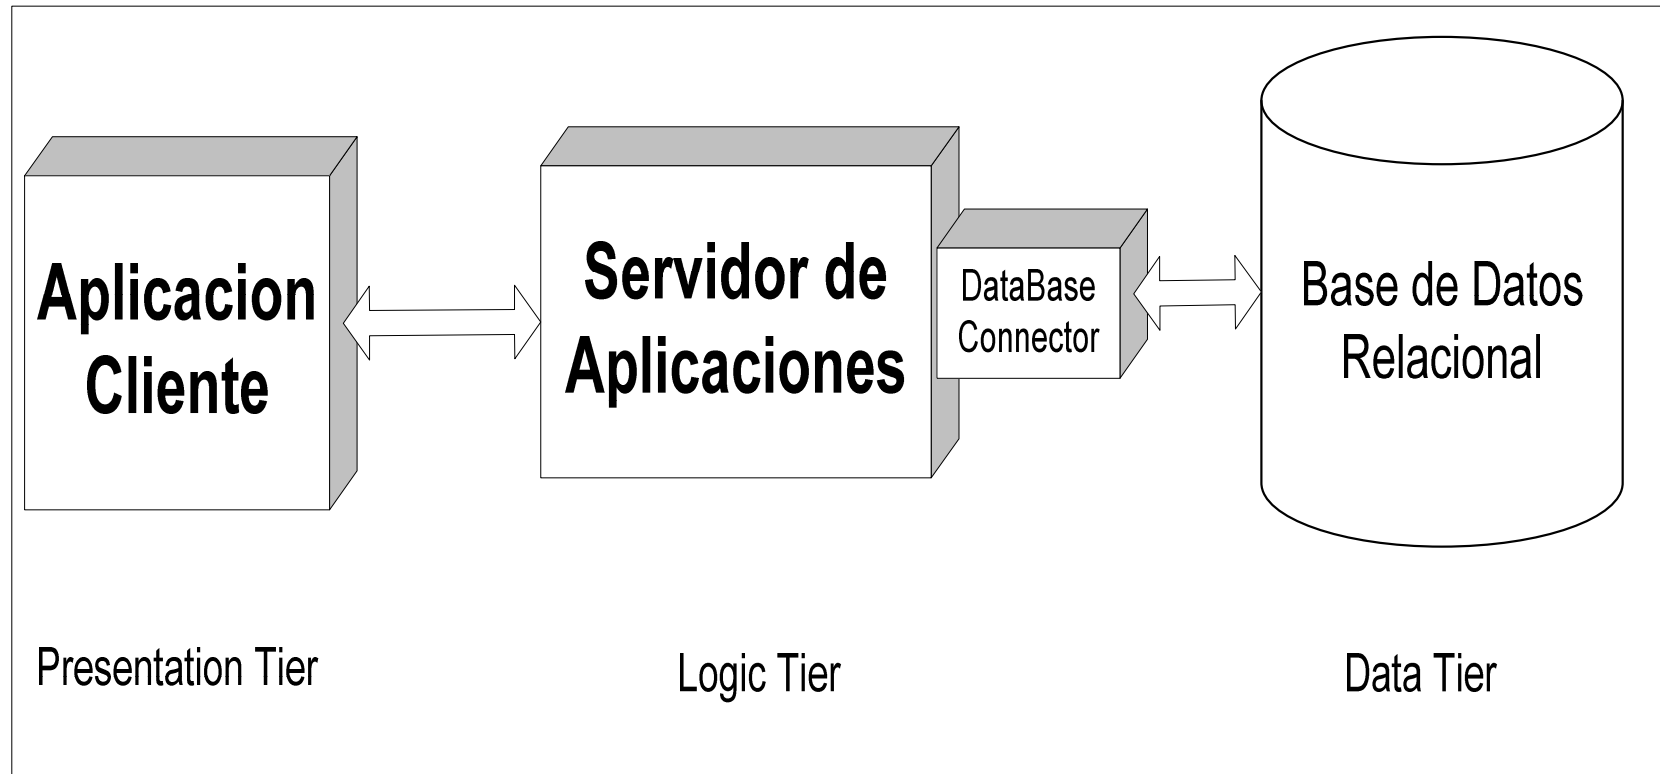 Aplicacion
Cliente
Servidor de
Aplicaciones
DataBase
Connector
Base de Datos
Relacional
Presentation Tier
Logic Tier
Data Tier